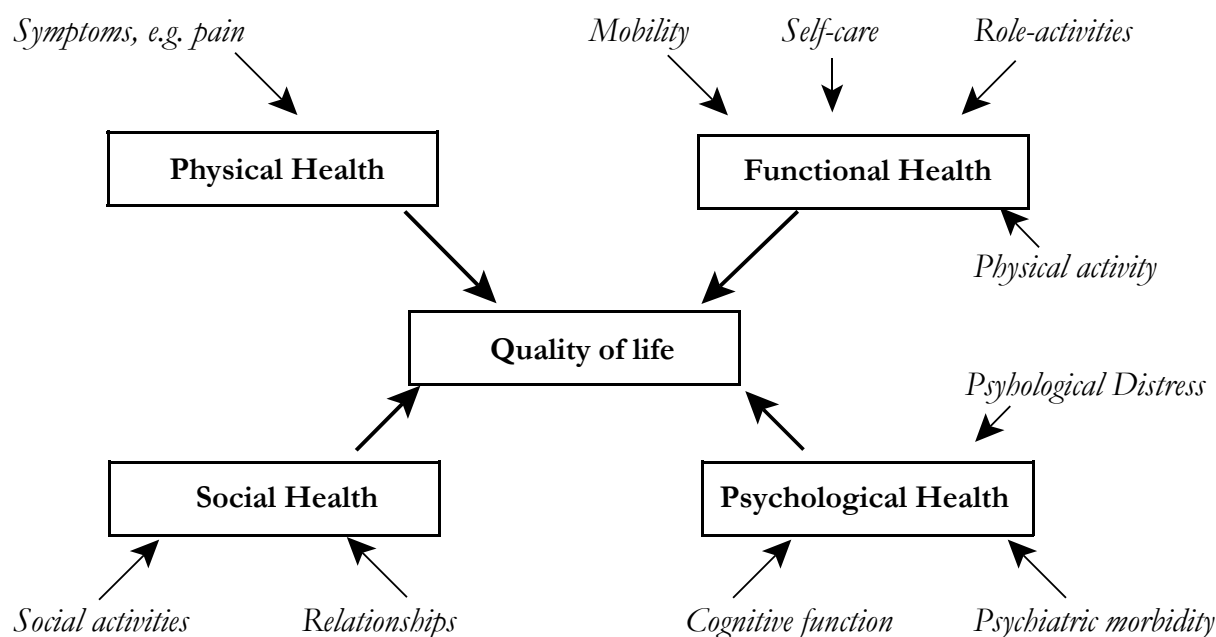 Symptoms, e.g. pain
Mobility
Self-care
Role-activities
Physical Health
Functional Health
Physical activity
Quality of life
Psyhological Distress
Social Health
Psychological Health
Social activities
Relationships
Cognitive function
Psychiatric morbidity